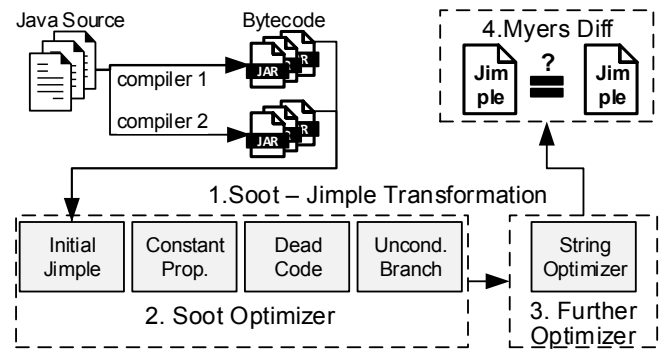 Java Source
Bytecode
compiler 1
compiler 2
JAR
JAR
4.Myers Diff
Jim
ple
?
Jim
ple
1.Soot – Jimple Transformation
Initial
Jimple
Constant
Prop.
Dead
Code
Uncond.
Branch
String
Optimizer
2. Soot Optimizer
3. Further
Optimizer